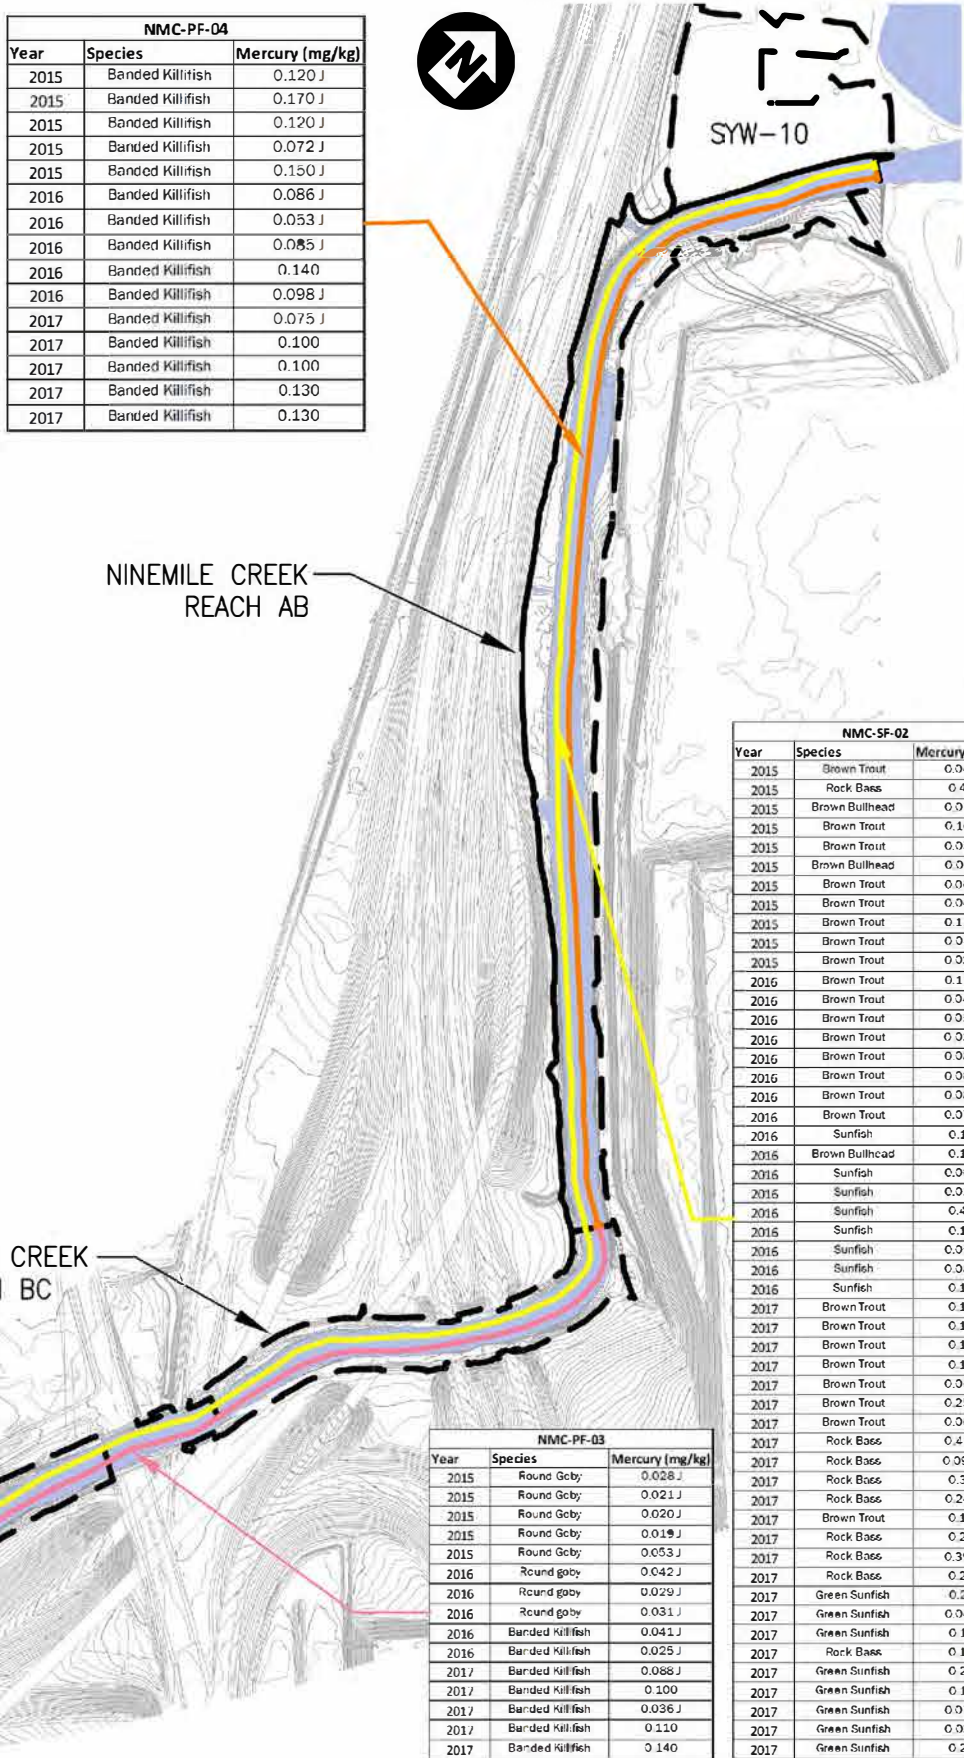 NMC-PF-04
Year Species Mercury (mg/kg)
2015 Banded Killifish 0.120 J
2015 Banded Killifish 0.170 J
2015 Banded Killifish 0.120 J
2015 Banded Killifish 0.072 J
2015 Banded Killifish 0.150 J
2016 Banded Killifish 0.086 J
2016 Banded Killifish 0.053 J
2016 Banded Killifish 0.085 J
2016 Banded Killifish 0.140
2016 Banded Killifish 0.098 J
2017 Banded Killifish 0.075 J
2017 Banded Killifish 0.100
2017 Banded Killifish 0.100
2017 Banded Killifish 0.130
2017 Banded Killifish 0.130
N
SYW-10
NINEMILE CREEK
REACH AB
CREEK
BC
NMC-SF-02
Year Species Mercury
2015 Brown Trout
2015 Rock Bass
2015 Brown Bullhead
2015 Brown Trout
2015 Brown Trout
2015 Brown Bullhead
2015 Brown Trout
2015 Brown Trout
2015 Brown Trout
2015 Brown Trout
2015 Brown Trout
2016 Brown Trout
2016 Brown Trout
2016 Brown Trout
2016 Brown Trout
2016 Brown Trout
2016 Brown Trout
2016 Brown Trout
2016 Brown Trout
2016 Sunfish
2016 Brown Bullhead
2016 Sunfish
2016 Sunfish
2016 Sunfish
2016 Sunfish
2016 Sunfish
2016 Sunfish
2016 Sunfish
2017 Brown Trout
2017 Brown Trout
2017 Brown Trout
2017 Brown Trout
2017 Brown Trout
2017 Brown Trout
2017 Brown Trout
2017 Rock Bass
2017 Rock Bass
2017 Rock Bass
2017 Rock Bass
2017 Brown Trout
2017 Rock Bass
2017 Rock Bass
2017 Rock Bass
2017 Green Sunfish
2017 Green Sunfish
2017 Green Sunfish
2017 Rock Bass
2017 Green Sunfish
2017 Green Sunfish
2017 Green Sunfish
2017 Green Sunfish
2017 Green Sunfish
NMC-PF-03
Year Species Mercury (mg/kg)
2015 Round Goby 0.028 J
2015 Round Goby 0.021 J
2015 Round Goby 0.020 J
2015 Round Goby 0.019 J
2015 Round Goby 0.053 J
2016 Round goby 0.042 J
2016 Round goby 0.029 J
2016 Round goby 0.031 J
2016 Banded Killifish 0.041 J
2016 Banded Killifish 0.025 J
2017 Banded Killifish 0.088 J
2017 Banded Killifish 0.100
2017 Banded Killifish 0.036 J
2017 Banded Killifish 0.110
2017 Banded Killifish 0.140